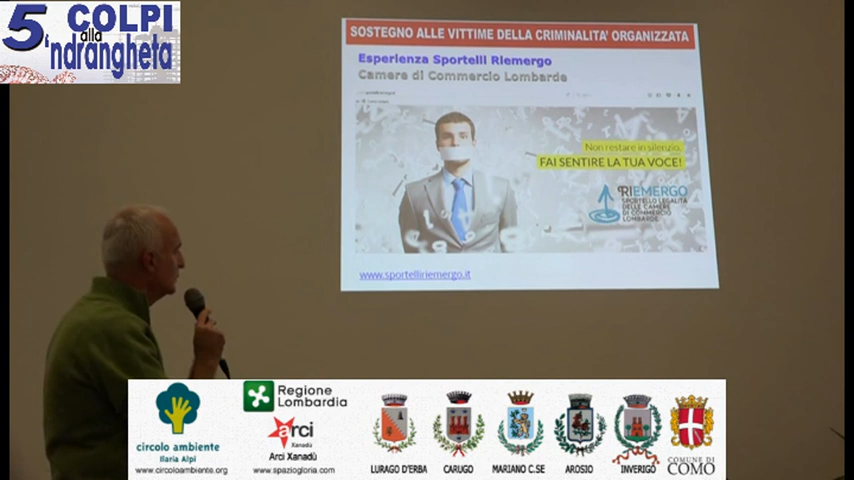 5 COLPI
alla
'ndrangheta
SOSTEGNO ALLE VITTIME DELLA CRIMINALITA' ORGANIZZATA
Esperienza Sportelli RIemergo
Camere di Commercio Lombarde
Non restare in silenzio,
FAI SENTIRE LA TUA VOCE!
RIEMERGO
SPORTELLO LEGALITÀ
DELLE CAMERE
DI COMMERCIO
LOMBARDE
www.sportelliriemergo.it
circolo ambiente
Ilaria Alpi
www.circoloambiente.org
Regione
Lombardia
arci
Xanadù
Arci Xanadù
www.spaziogloria.com
LURAGO D'ERBA
CARUGO
MARIANO C.SE
AROSIO
INVERIGO
COMUNE DI
COMO